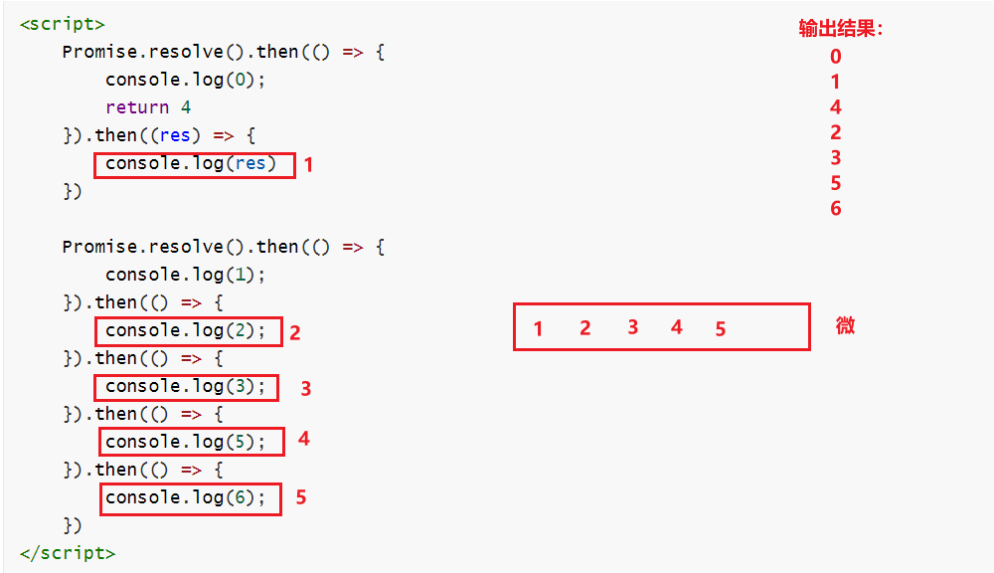 <script>
Promise.resolve().then(() => {
console.log(0);
return 4
}).then((res) => {
console.log(res) 1
})
Promise.resolve().then(() => {
console.log(1);
}).then(() => {
console.log(2); 2
}).then(() => {
console.log(3); 3
}).then(() => {
console.log(5); 4
}).then(() => {
console.log(6); 5
})
</script>
输出结果：
0
1
4
2
3
5
6
1 2 3 4 5 微